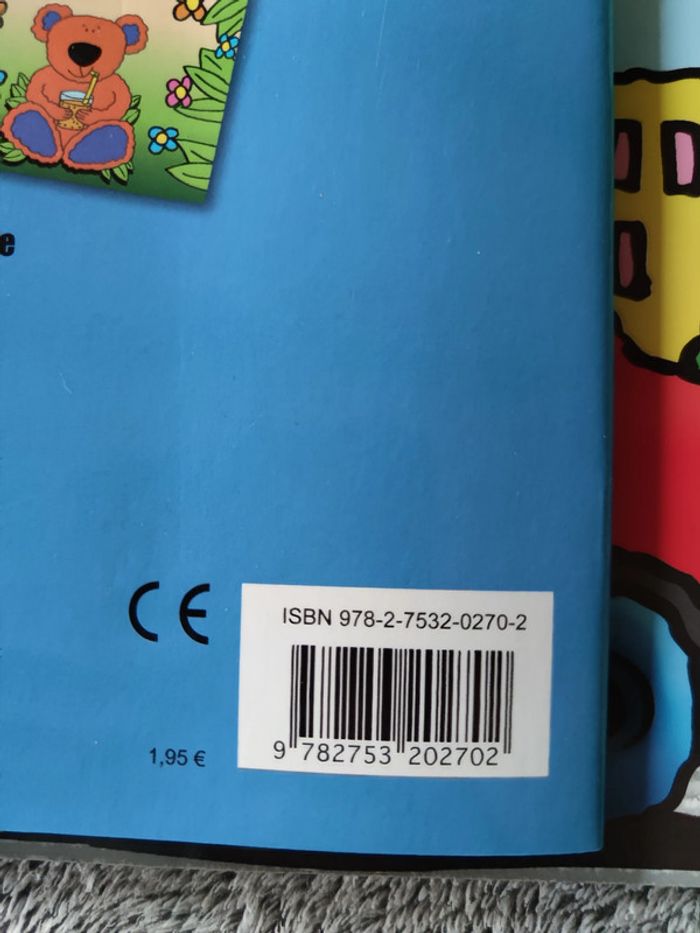 e
CE
ISBN 978-2-7532-0270-2
9 782753 202702
1,95 €